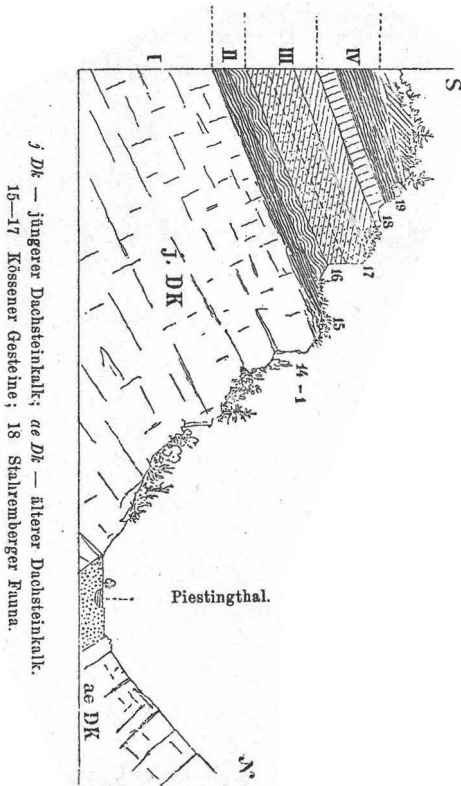 S
IV
III
II
I
19
18
17
16
15
14-1
j. DK
Piestingthal.
ae DK
N
j Dk — jüngerer Dachsteinkalk; ae Dk — älterer Dachsteinkalk.
15—17 Kössener Gesteine; 18 Stahremberger Fauna.